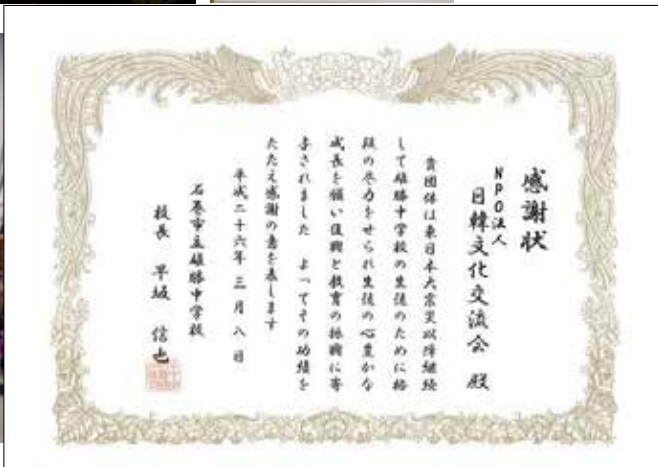 感謝状
NPO法人
日韓文化交流会 殿
貴団体は東日本大震災以降継続
して雄勝中学校の生徒のために格
段の尽力をせられ生徒の心豊かな
成長を願い復興と教育の振興に寄
与されました よってその功績を
たたえ感謝の意を表します
平成二十六年 三月 八日
石巻市立雄勝中学校
校長 早坂 信也